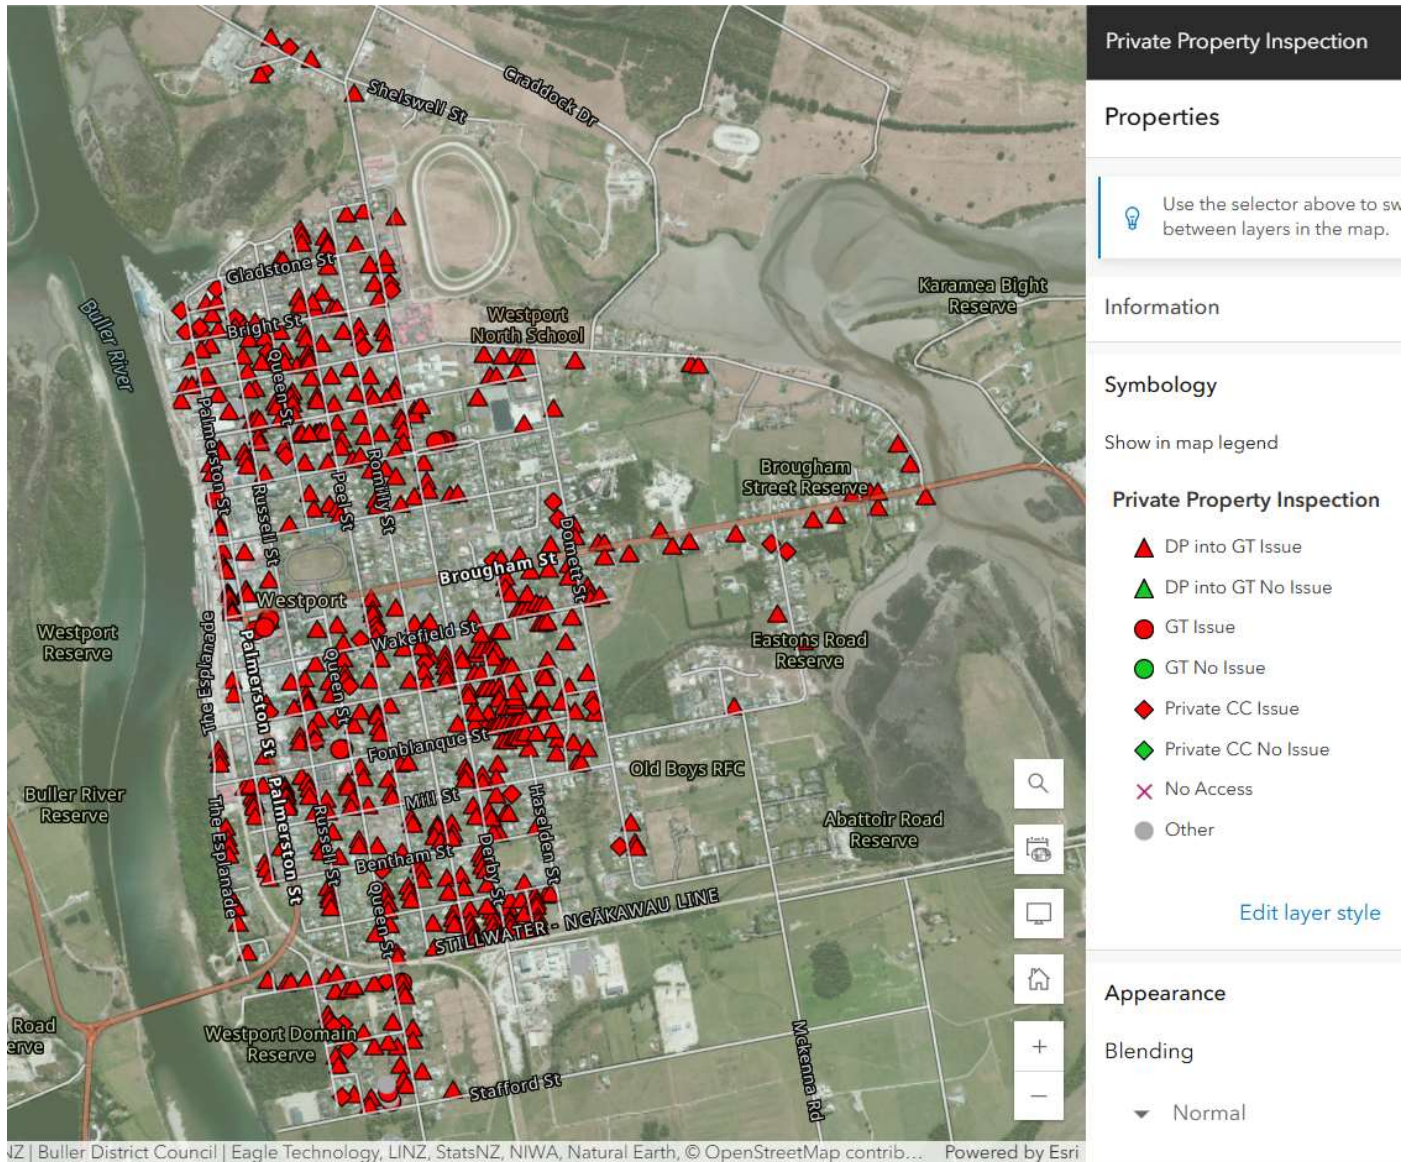 Private Property Inspection
Properties
Use the selector above to sw
between layers in the map.
Information
Symbology
Show in map legend
Private Property Inspection
DP into GT Issue
DP into GT No Issue
GT Issue
GT No Issue
Private CC Issue
Private CC No Issue
No Access
Other
Edit layer style
Appearance
Blending
Normal
Shelswell St
Craddock Dr
Gladstone St
Karamea Bight
Reserve
Buller River
Bright St
Westport
North School
Queen St
Palmerston St
Romilly St
Peel St
Russell St
Brougham
Street Reserve
Domett St
Brougham St
Westport
Westport
Reserve
The Esplanade
Palmerston St
Wakefield St
Queen St
Eastons Road
Reserve
Fonblanque St
Old Boys RFC
Buller River
Reserve
The Esplanade
Palmerston St
Russell St
Mill St
Haselden St
Abattoir Road
Reserve
Bentham St
Derby St
Queen St
STILLWATER - NGĀKAWAU LINE
Road
erve
Westport Domain
Reserve
Mckenna Rd
Stafford St
NZ | Buller District Council | Eagle Technology, LINZ, StatsNZ, NIWA, Natural Earth, © OpenStreetMap contrib... Powered by Esri